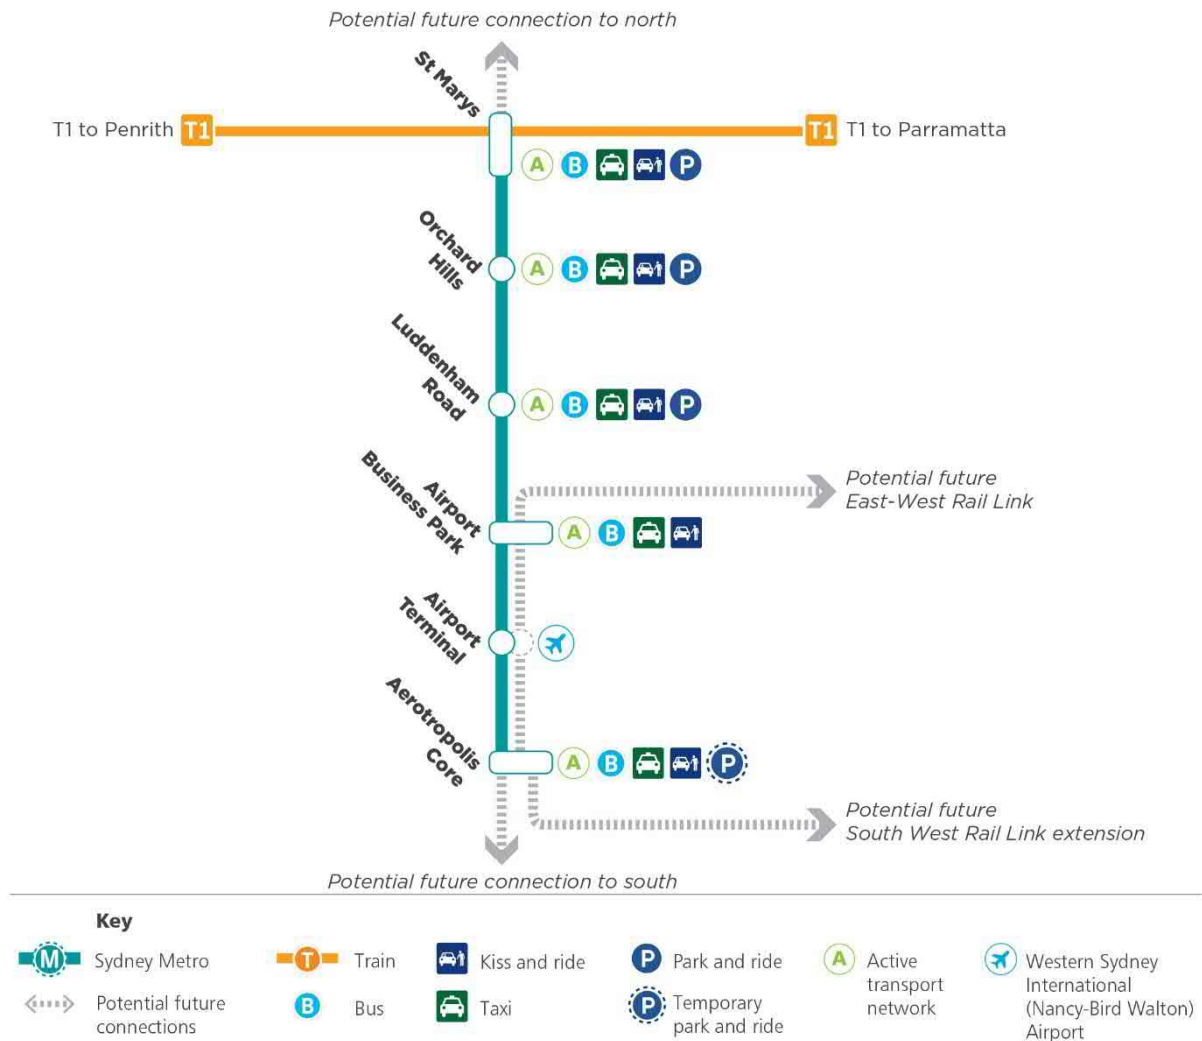 Potential future connection to north
St Marys
T1 to Penrith T1
T1 T1 to Parramatta
A B P
Orchard
Hills
A B P
Luddenham
Road
A B P
Potential future
East-West Rail Link
Airport
Business Park
A B
Airport
Terminal
Aerotropolis
Core
A B P
Potential future
South West Rail Link extension
Potential future connection to south
Key
M Sydney Metro
Potential future
connections
T Train
B Bus
Kiss and ride
Taxi
P Park and ride
P Temporary
park and ride
A Active
transport
network
Western Sydney
International
(Nancy-Bird Walton)
Airport